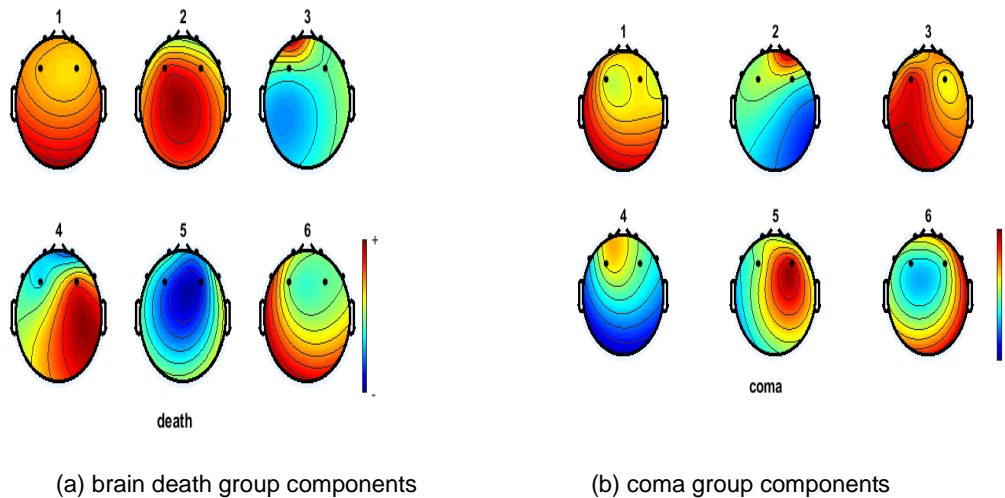 1 2 3
4 5 6
+
-
death
(a) brain death group components
1 2 3
4 5 6
coma
(b) coma group components